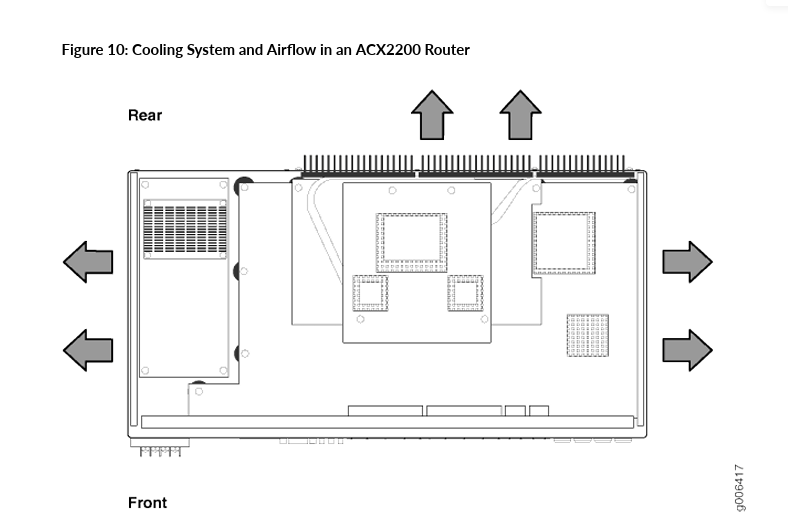 Figure 10: Cooling System and Airflow in an ACX2200 Router
Rear
Front
g006417